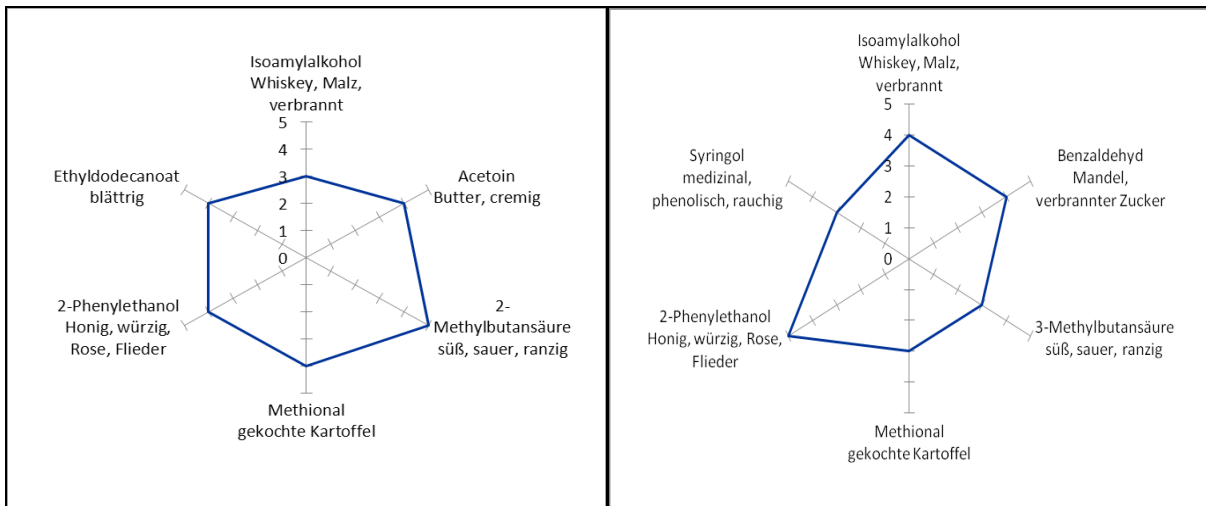 Isoamylalkohol
Whiskey, Malz,
verbrannt
5
4
3
2
1
0
Acetoin
Butter, cremig
2-
Methylbutansäure
süß, sauer, ranzig
Methional
gekochte Kartoffel
2-Phenylethanol
Honig, würzig,
Rose, Flieder
Ethyldodecanoat
blättrig
Isoamylalkohol
Whiskey, Malz,
verbrannt
5
4
3
2
1
0
Benzaldehyd
Mandel,
verbrannter Zucker
3-Methylbutansäure
süß, sauer, ranzig
Methional
gekochte Kartoffel
2-Phenylethanol
Honig, würzig, Rose,
Flieder
Syringol
medizinal,
phenolisch, rauchig